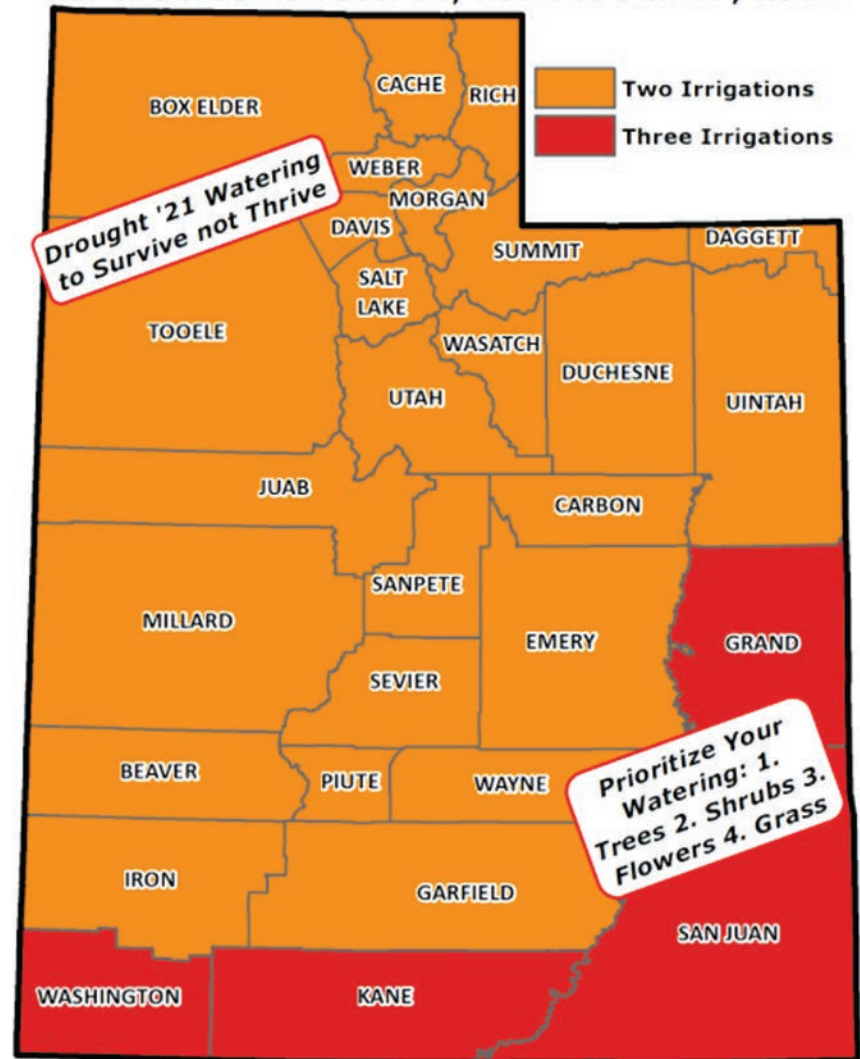 CACHE
RICH
BOX ELDER
Two Irrigations
Three Irrigations
WEBER
Drought '21 Watering
to Survive not Thrive
MORGAN
DAVIS
SUMMIT
DAGGETT
SALT
LAKE
TOOELE
WASATCH
DUCHESNE
UTAH
UINTAH
JUAB
CARBON
SANPETE
MILLARD
EMERY
GRAND
SEVIER
BEAVER
PIUTE
WAYNE
Prioritize Your
Watering: 1.
Trees 2. Shrubs 3.
Flowers 4. Grass
IRON
GARFIELD
SAN JUAN
WASHINGTON
KANE